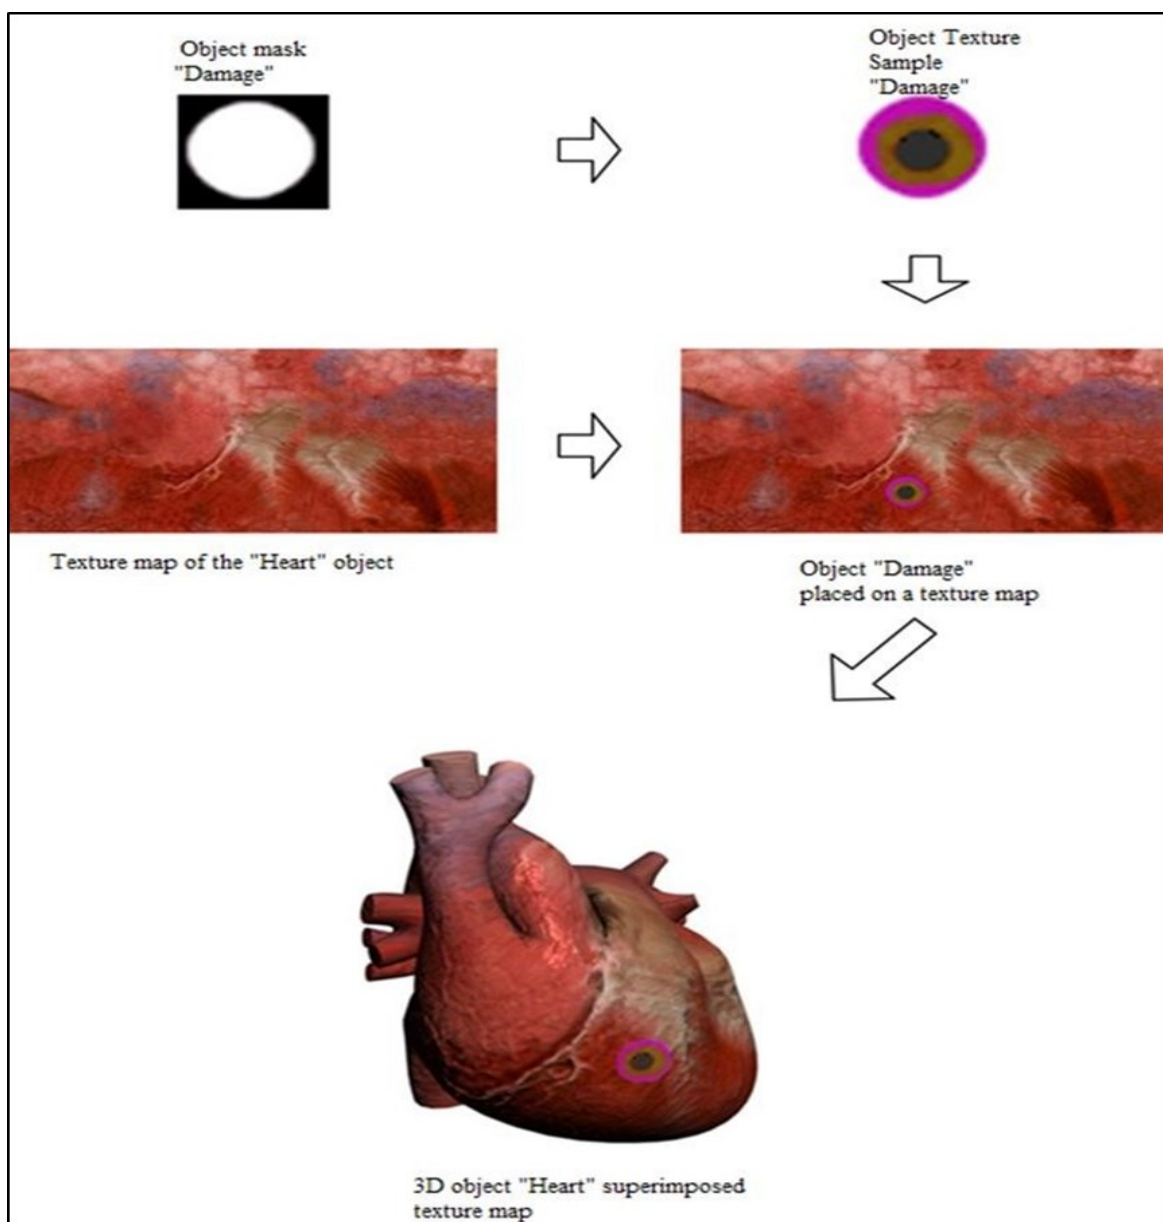 Object mask
"Damage"
Object Texture
Sample
"Damage"
Texture map of the "Heart" object
Object "Damage"
placed on a texture map
3D object "Heart" superimposed
texture map